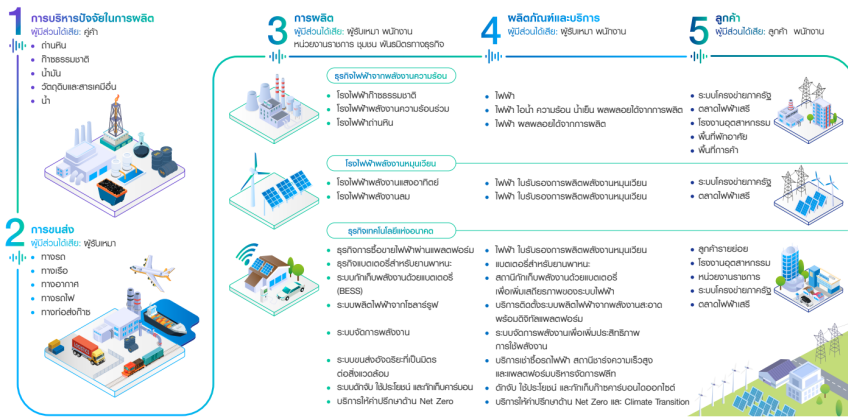 1
การบริหารปัจจัยในการผลิต
ผู้มีส่วนได้เสีย: คู่ค้า
• ถ่านหิน
• ก๊าซธรรมชาติ
• น้ำมัน
• วัตถุดิบและสารเคมีอื่น
• น้ำ
2
การขนส่ง
ผู้มีส่วนได้เสีย: ผู้รับเหมา
• ทางรถ
• ทางเรือ
• ทางอากาศ
• ทางรถไฟ
• ทางท่อส่งก๊าซ
3
การผลิต
ผู้มีส่วนได้เสีย: ผู้รับเหมา พนักงาน
หน่วยงานราชการ ชุมชน พันธมิตรทางธุรกิจ
4
ผลิตภัณฑ์และบริการ
ผู้มีส่วนได้เสีย: ผู้รับเหมา พนักงาน
5
ลูกค้า
ผู้มีส่วนได้เสีย: ลูกค้า พนักงาน
ธุรกิจไฟฟ้าจากพลังงานความร้อน
• โรงไฟฟ้าก๊าซธรรมชาติ
• โรงไฟฟ้าพลังงานความร้อนร่วม
• โรงไฟฟ้าถ่านหิน
• ไฟฟ้า
• ไฟฟ้า ไอน้ำ ความร้อน น้ำเย็น ผลพลอยได้จากการผลิต
• ไฟฟ้า ผลพลอยได้จากการผลิต
• ระบบโครงข่ายภาครัฐ
• ตลาดไฟฟ้าเสรี
• โรงงานอุตสาหกรรม
• พื้นที่พักอาศัย
• พื้นที่การค้า
โรงไฟฟ้าพลังงานหมุนเวียน
• โรงไฟฟ้าพลังงานแสงอาทิตย์
• โรงไฟฟ้าพลังงานลม
• ไฟฟ้า ใบรับรองการผลิตพลังงานหมุนเวียน
• ไฟฟ้า ใบรับรองการผลิตพลังงานหมุนเวียน
• ระบบโครงข่ายภาครัฐ
• ตลาดไฟฟ้าเสรี
ธุรกิจเทคโนโลยีแห่งอนาคต
• ธุรกิจการซื้อขายไฟฟ้าผ่านแพลตฟอร์ม
• ธุรกิจแบตเตอรี่สำหรับยานพาหนะ
• ระบบกักเก็บพลังงานด้วยแบตเตอรี่
(BESS)
• ระบบผลิตไฟฟ้าจากโซลาร์รูฟ
• ระบบจัดการพลังงาน
• ระบบขนส่งอัจฉริยะที่เป็นมิตร
ต่อสิ่งแวดล้อม
• ระบบดักจับ ใช้ประโยชน์ และกักเก็บคาร์บอน
• บริการให้คำปรึกษาด้าน Net Zero
• ไฟฟ้า ใบรับรองการผลิตพลังงานหมุนเวียน
• แบตเตอรี่สำหรับยานพาหนะ
• สถานีกักเก็บพลังงานด้วยแบตเตอรี่
เพื่อเพิ่มเสถียรภาพของระบบไฟฟ้า
• บริการติดตั้งระบบผลิตไฟฟ้าจากพลังงานสะอาด
พร้อมดิจิทัลแพลตฟอร์ม
• ระบบจัดการพลังงานเพื่อเพิ่มประสิทธิภาพ
การใช้พลังงาน
• บริการเช่าซื้อรถไฟฟ้า สถานีชาร์จความเร็วสูง
และแพลตฟอร์มบริหารจัดการฟลีท
• ดักจับ ใช้ประโยชน์ และกักเก็บก๊าซคาร์บอนไดออกไซด์
• บริการให้คำปรึกษาด้าน Net Zero และ Climate Transition
• ลูกค้ารายย่อย
• โรงงานอุตสาหกรรม
• หน่วยงานราชการ
• ระบบโครงข่ายภาครัฐ
• ตลาดไฟฟ้าเสรี